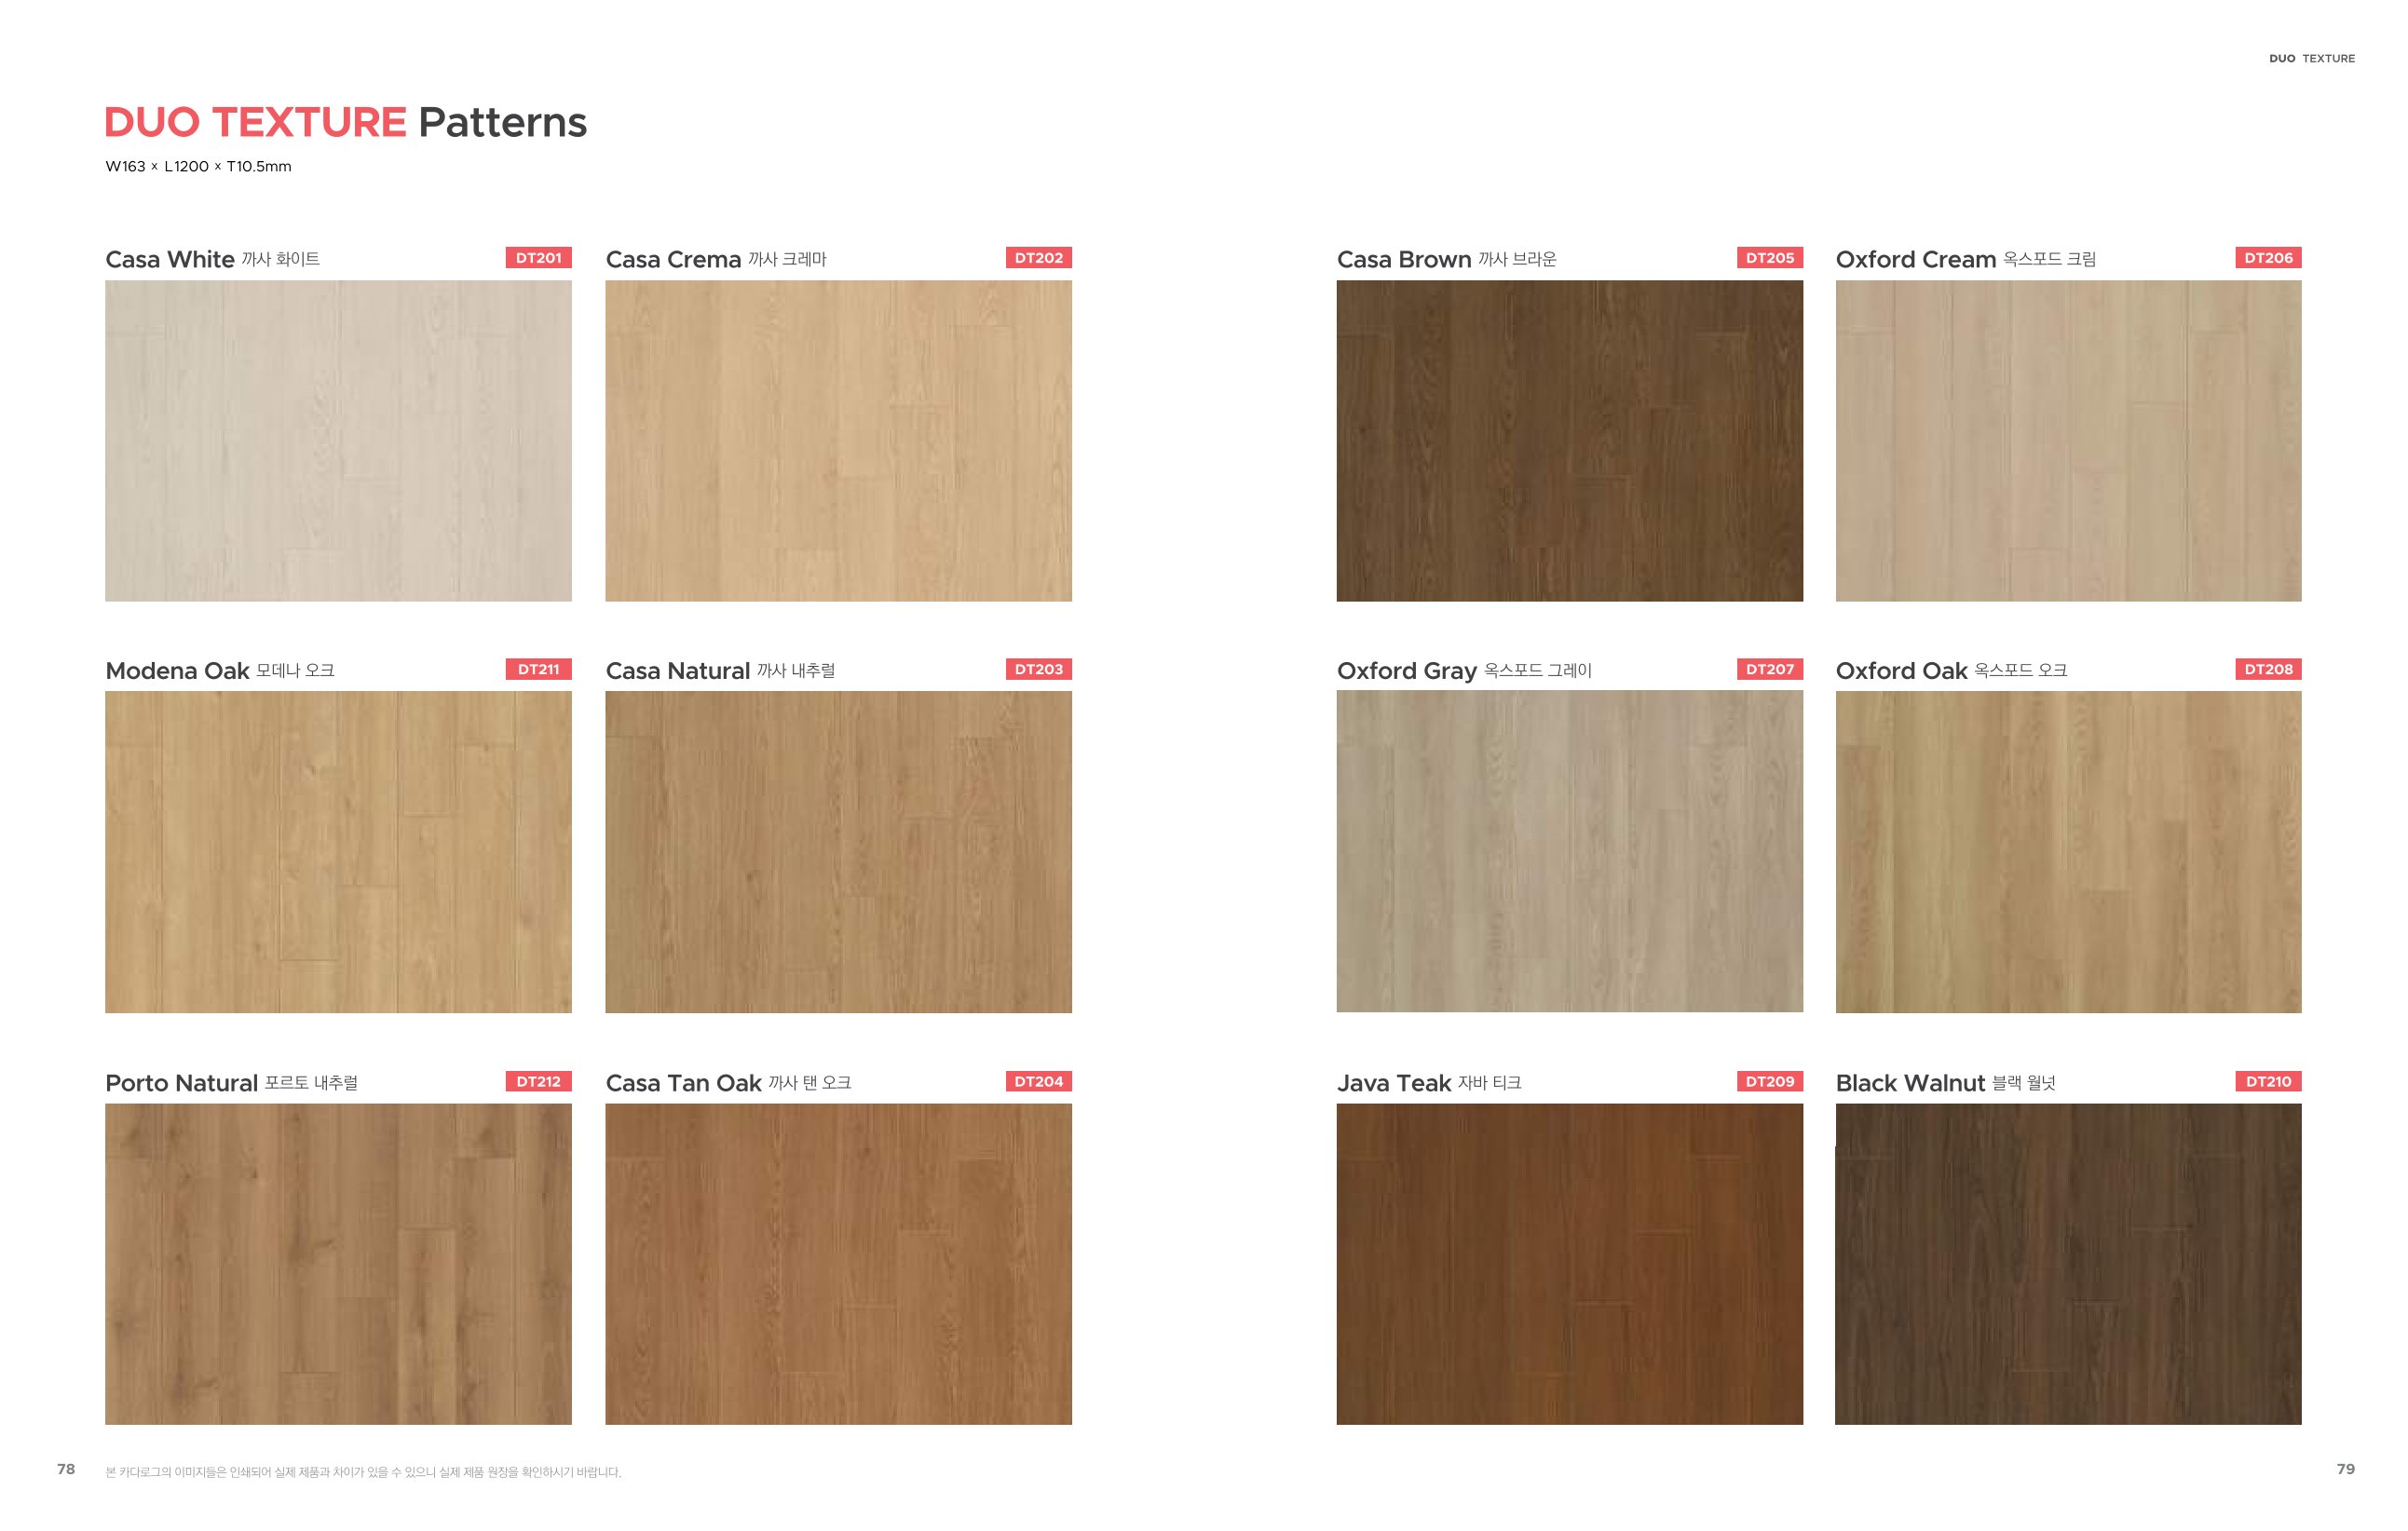 DUO TEXTURE
DUO TEXTURE Patterns
W163 × L1200 × T10.5mm
Casa White 까사 화이트 DT201
Casa Crema 까사 크레마 DT202
Casa Brown 까사 브라운 DT205
Oxford Cream 옥스포드 크림 DT206
Modena Oak 모데나 오크 DT211
Casa Natural 까사 내추럴 DT203
Oxford Gray 옥스포드 그레이 DT207
Oxford Oak 옥스포드 오크 DT208
Porto Natural 포르토 내추럴 DT212
Casa Tan Oak 까사 탠 오크 DT204
Java Teak 자바 티크 DT209
Black Walnut 블랙 월넛 DT210
78 본 카다로그의 이미지들은 인쇄되어 실제 제품과 차이가 있을 수 있으니 실제 제품 원장을 확인하시기 바랍니다.
79